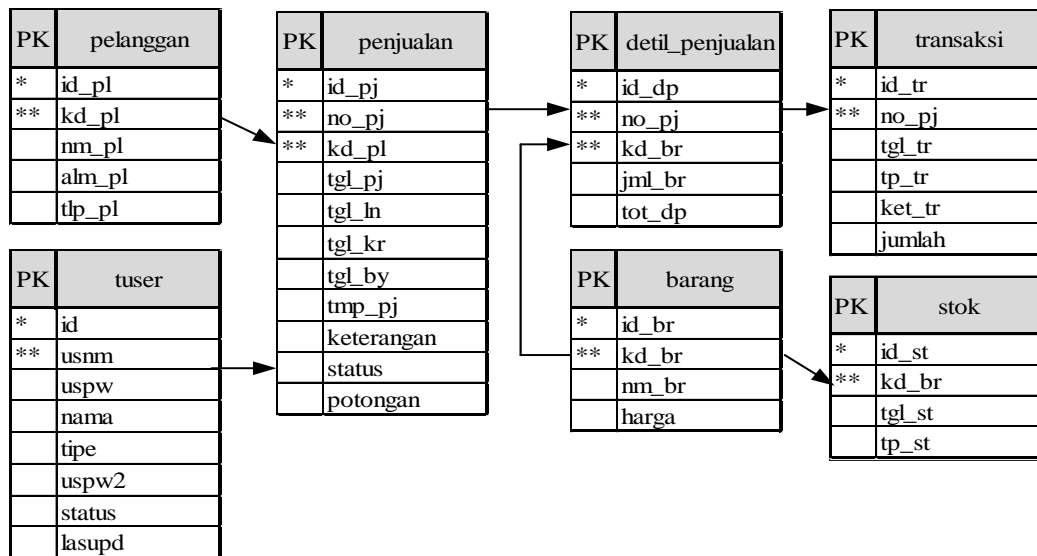 PK pelanggan
* id_pl
** kd_pl
nm_pl
alm_pl
tlp_pl
PK tuser
* id
** usnm
uspw
nama
tipe
uspw2
status
lasupd
PK penjualan
* id_pj
** no_pj
** kd_pl
tgl_pj
tgl_ln
tgl_kr
tgl_by
tmp_pj
keterangan
status
potongan
PK detil_penjualan
* id_dp
** no_pj
** kd_br
jml_br
tot_dp
PK barang
* id_br
** kd_br
nm_br
harga
PK transaksi
* id_tr
** no_pj
tgl_tr
tp_tr
ket_tr
jumlah
PK stok
* id_st
** kd_br
tgl_st
tp_st